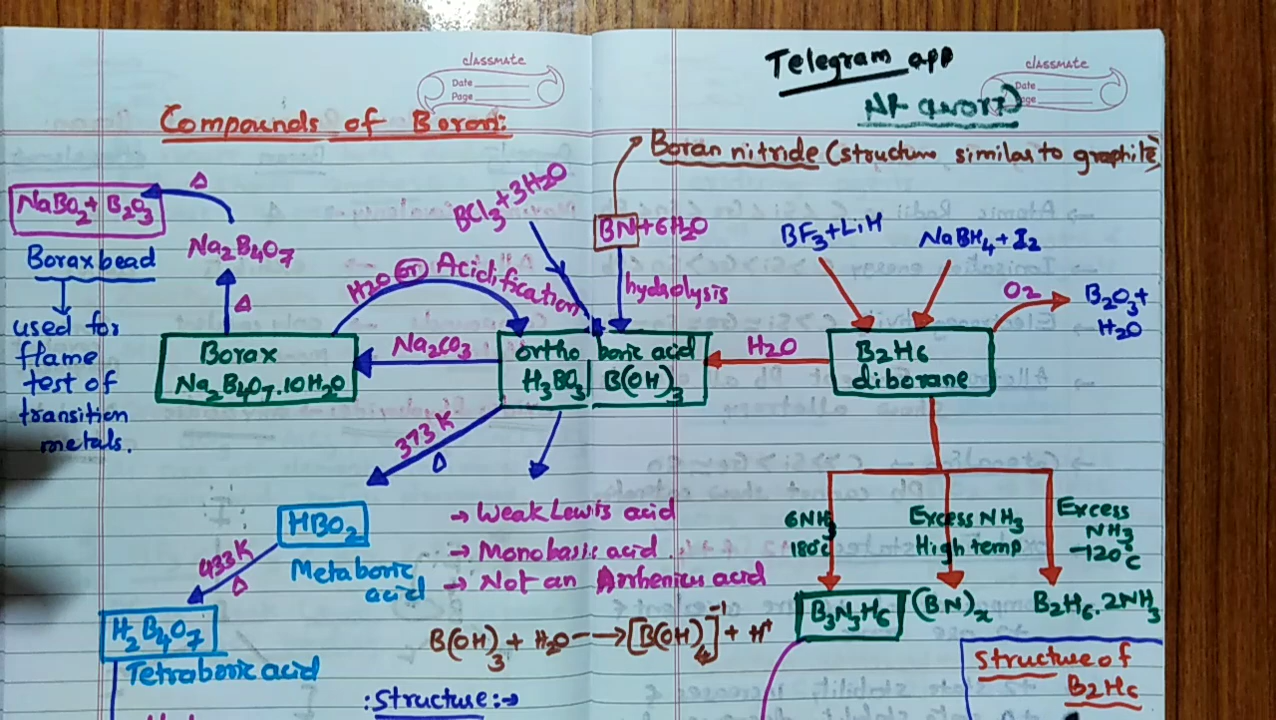 classmate
Date
Page
Telegram app
classmate
Date
Page
Compounds of Boron:
Boran nitride (structure similar to graphite)
NaBO2 + B2O3
Δ
Borax bead
used for
flame
test of
transition
metals.
Na2B4O7
Δ
H2O or Acidification
BCl3+3H2O
BN+6H2O
hydrolysis
BF3+LiH
NaBH4+I2
O2
B2O3+
H2O
Borax
Na2B4O7.10H2O
Na2CO3
ortho boric acid
H3BO3 B(OH)3
H2O
B2H6
diborane
373K
Δ
HBO2
Metaboric
acid
433K
Δ
H2B4O7
Tetraboric acid
→ Weak Lewis acid
→ Monobasic acid.
→ Not an Arrhenius acid
B(OH)3 + H2O → [B(OH)4]-1 + H+
:Structure:→
6NH3
180°C
Excess NH3
High temp
Excess
NH3
-120°C
B3N3H6
(BN)x
B2H6.2NH3
Structure of
B2H6